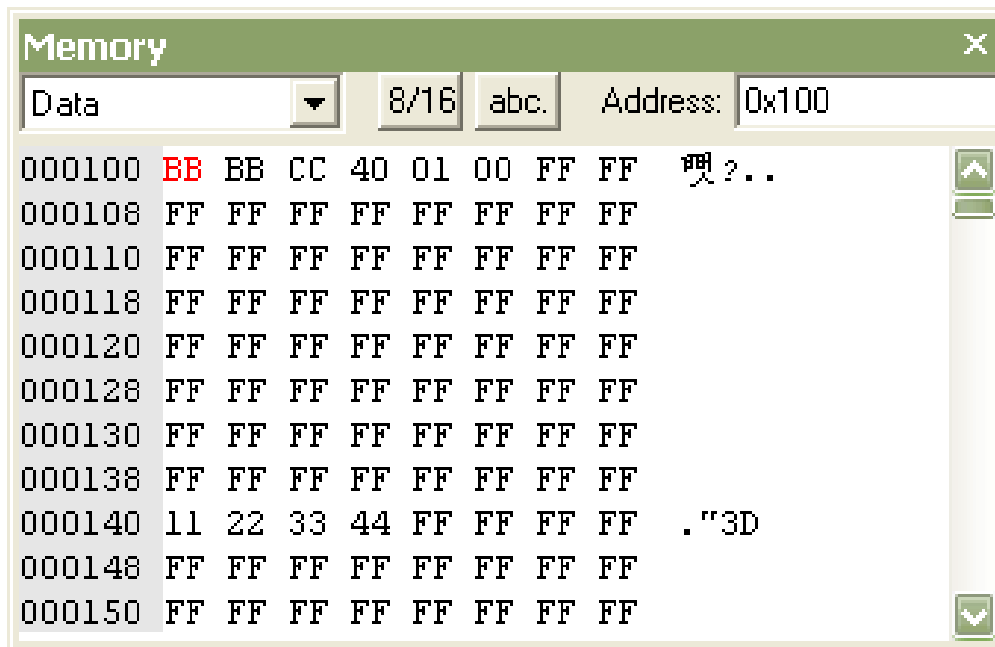 Memory
Data 8/16 abc. Address: 0x100
000100 BB BB CC 40 01 00 FF FF ?..
000108 FF FF FF FF FF FF FF FF
000110 FF FF FF FF FF FF FF FF
000118 FF FF FF FF FF FF FF FF
000120 FF FF FF FF FF FF FF FF
000128 FF FF FF FF FF FF FF FF
000130 FF FF FF FF FF FF FF FF
000138 FF FF FF FF FF FF FF FF
000140 11 22 33 44 FF FF FF FF ."3D
000148 FF FF FF FF FF FF FF FF
000150 FF FF FF FF FF FF FF FF